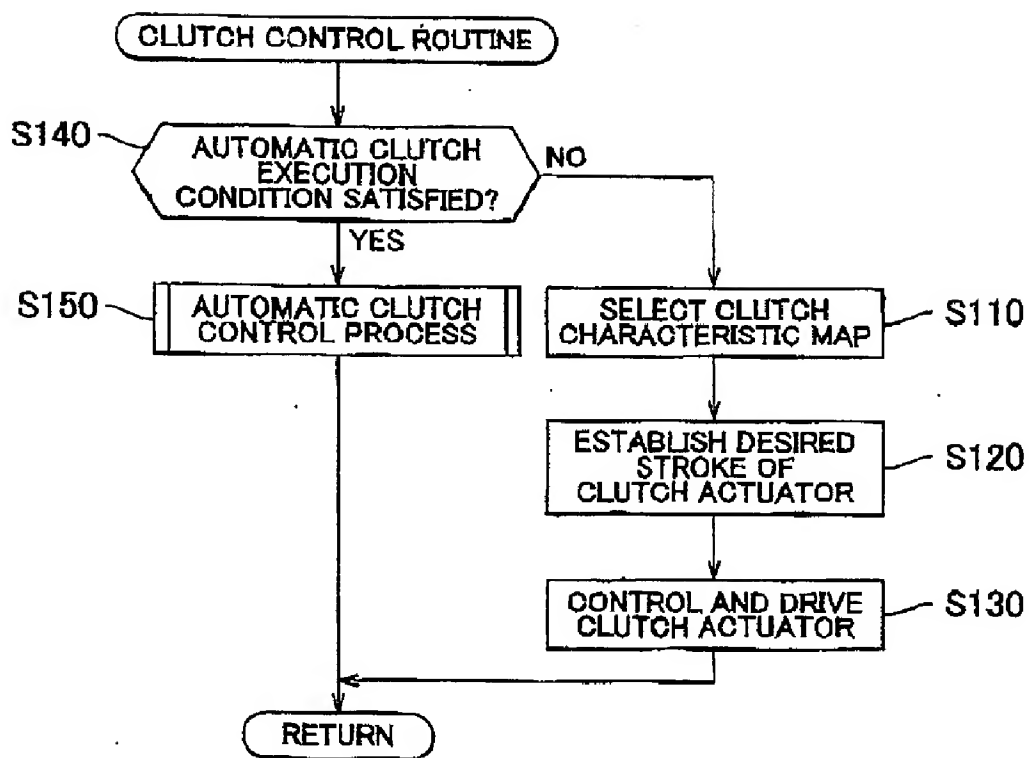 CLUTCH CONTROL ROUTINE
S140
AUTOMATIC CLUTCH
EXECUTION
CONDITION SATISFIED?
NO
YES
S150
AUTOMATIC CLUTCH
CONTROL PROCESS
SELECT CLUTCH
CHARACTERISTIC MAP
S110
ESTABLISH DESIRED
STROKE OF
CLUTCH ACTUATOR
S120
CONTROL AND DRIVE
CLUTCH ACTUATOR
S130
RETURN